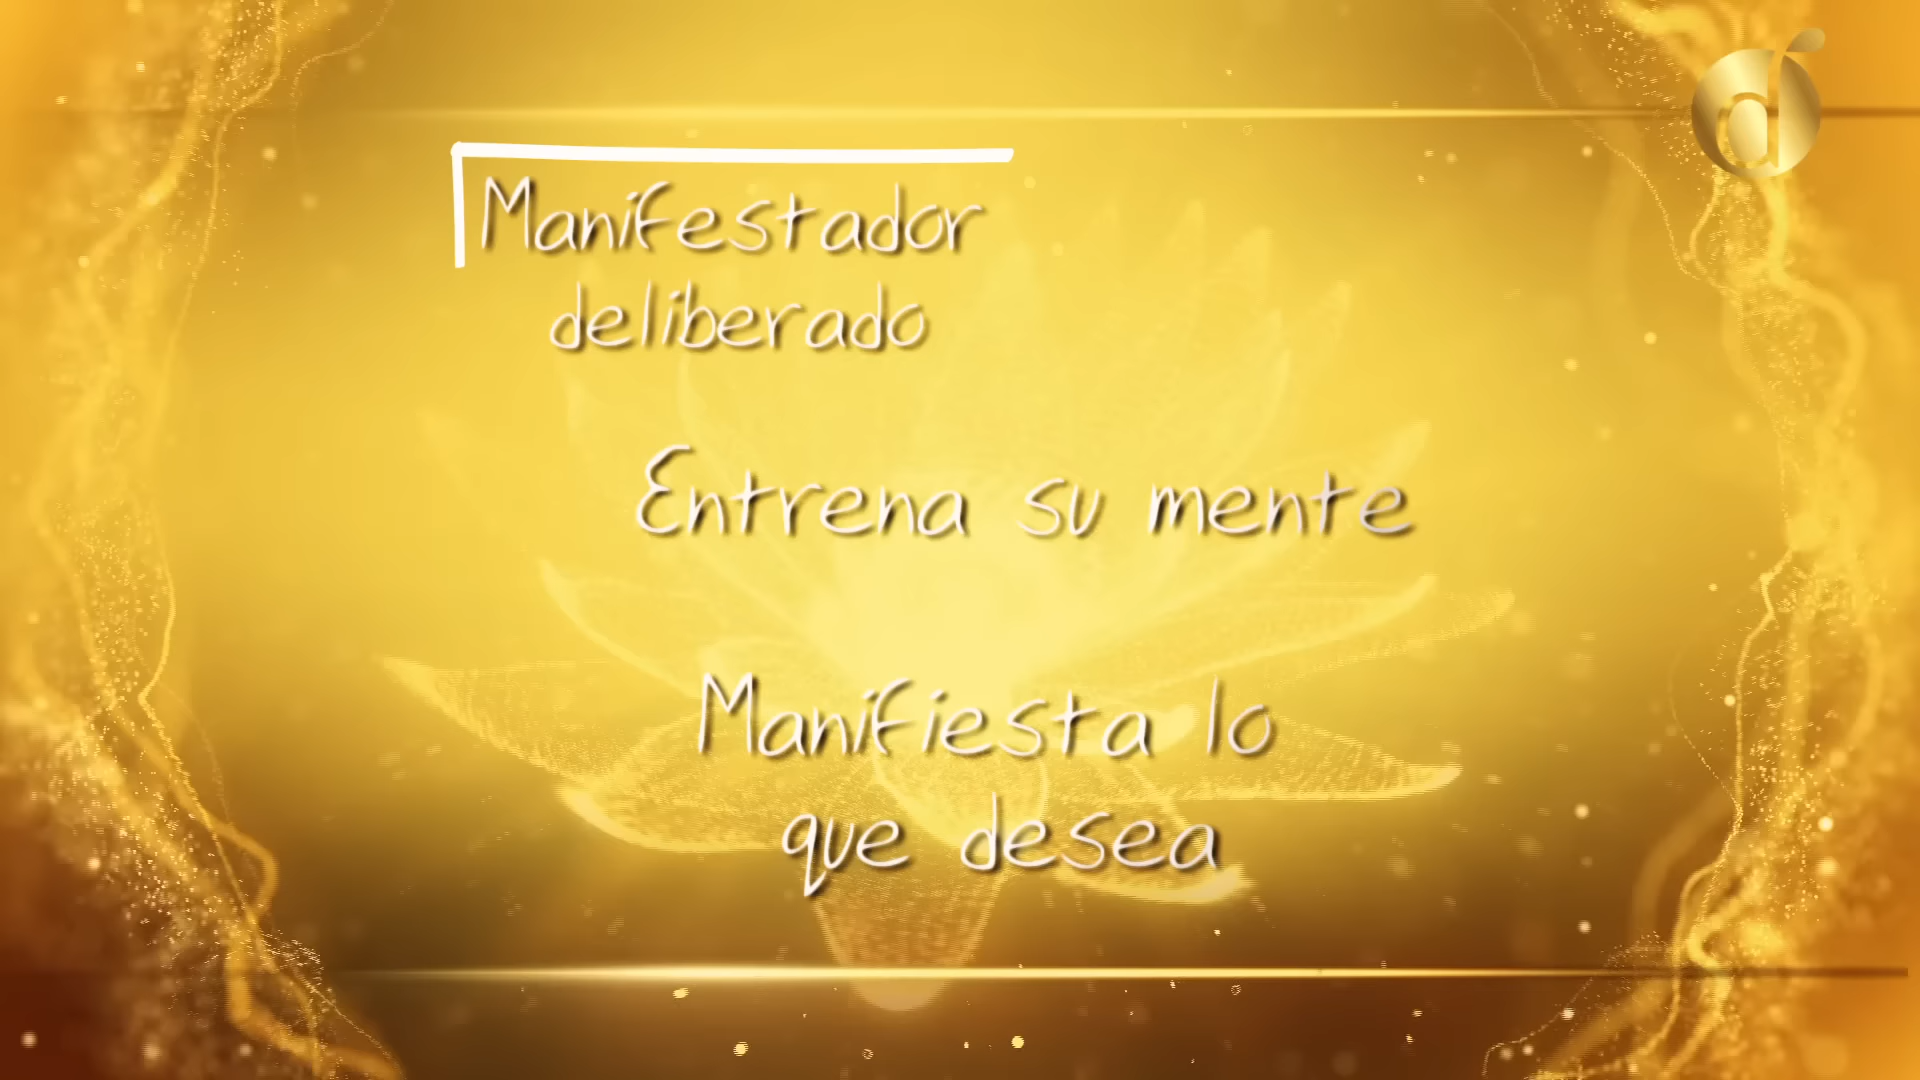 Manifestador
deliberado
Entrena su mente
Manifiesta lo
que desea